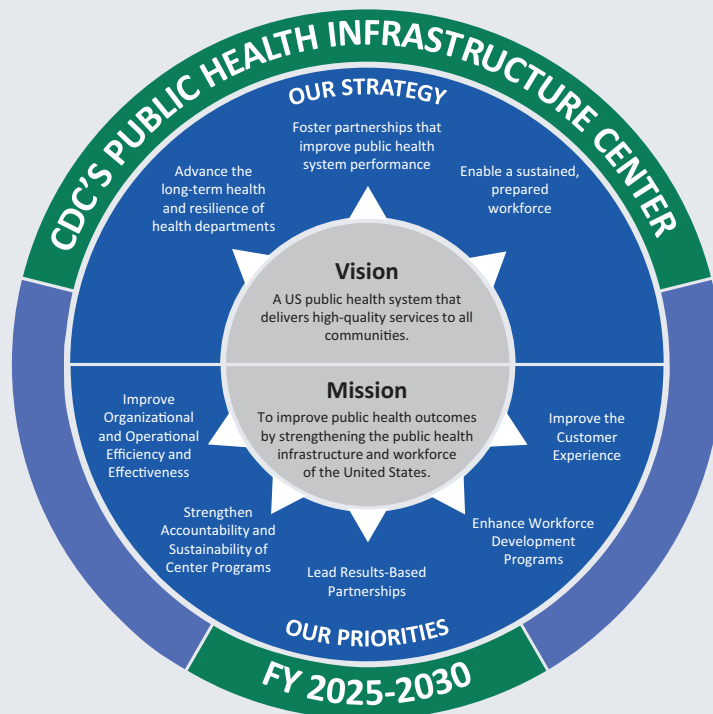 CDC'S PUBLIC HEALTH INFRASTRUCTURE CENTER
OUR STRATEGY
Advance the
long-term health
and resilience of
health departments
Foster partnerships that
improve public health
system performance
Enable a sustained,
prepared
workforce
Vision
A US public health system that
delivers high-quality services to all
communities.
Mission
To improve public health outcomes
by strengthening the public health
infrastructure and workforce
of the United States.
Improve
Organizational
and Operational
Efficiency and
Effectiveness
Strengthen
Accountability and
Sustainability of
Center Programs
Lead Results-Based
Partnerships
Enhance Workforce
Development
Programs
Improve the
Customer
Experience
OUR PRIORITIES
FY 2025-2030